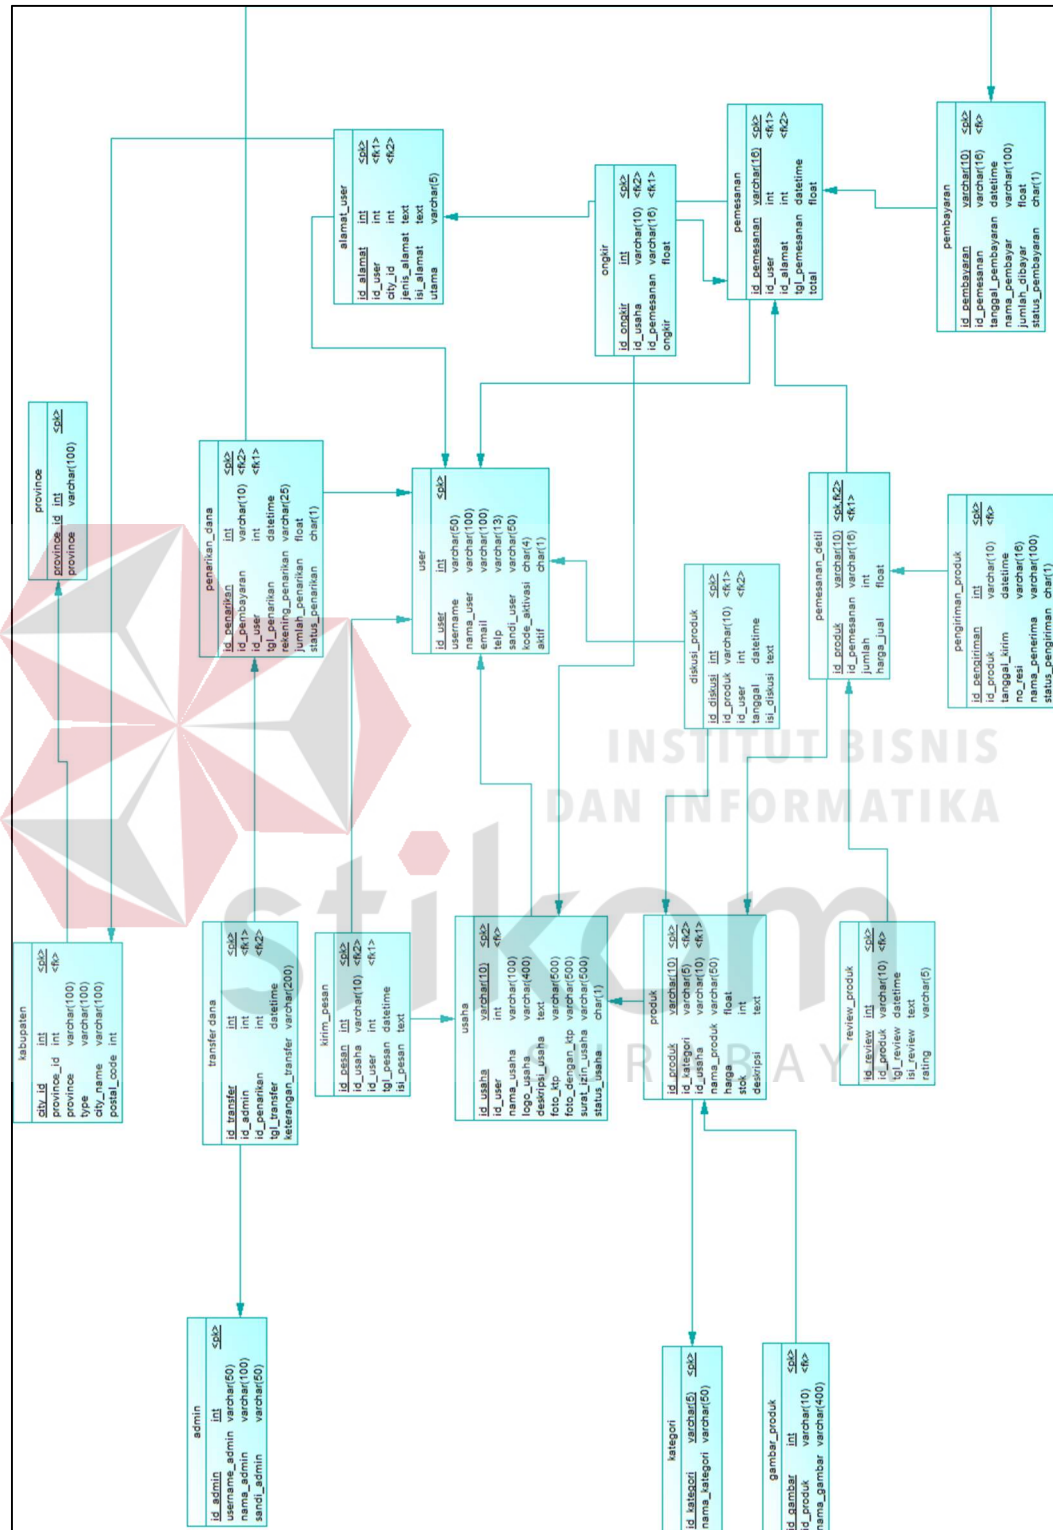 province
province_id int <pk>
province varchar(100)
kabupaten
city_id int <pk>
province_id int <fk>
province varchar(100)
type varchar(100)
city_name varchar(100)
postal_code int
alamat_user
id_alamat int <pk>
id_user int <fk1>
city_id int <fk2>
jenis_alamat text
isi_alamat text
utama varchar(5)
penarikan_dana
id_penarikan int <pk>
id_pembayaran varchar(10) <fk2>
id_user int <fk1>
tgl_penarikan datetime
rekening_penarikan varchar(25)
jumlah_penarikan float
status_penarikan char(1)
transfer dana
id_transfer int <pk>
id_admin int <fk1>
id_penarikan int <fk2>
tgl_transfer datetime
keterangan_transfer varchar(200)
admin
id_admin int <pk>
username_admin varchar(50)
nama_admin varchar(100)
sandi_admin varchar(50)
user
id_user int <pk>
username varchar(50)
nama_user varchar(100)
email varchar(100)
telp varchar(13)
sandi_user varchar(50)
kode_aktivasi char(4)
aktif char(1)
kirim_pesan
id_pesan int <pk>
id_usaha varchar(10) <fk2>
id_user int <fk1>
tgl_pesan datetime
isi_pesan text
usaha
id_usaha varchar(10) <pk>
id_user int <fk>
nama_usaha varchar(100)
logo_usaha varchar(400)
deskripsi_usaha text
foto_ktp varchar(500)
foto_dengan_ktp varchar(500)
surat_izin_usaha varchar(500)
status_usaha char(1)
ongkir
id_ongkir int <pk>
id_usaha varchar(10) <fk2>
id_pemesanan varchar(16) <fk1>
ongkir float
pemesanan
id_pemesanan varchar(16) <pk>
id_user int <fk1>
id_alamat int <fk2>
tgl_pemesanan datetime
total float
pembayaran
id_pembayaran varchar(10) <pk>
id_pemesanan varchar(16) <fk>
tanggal_pembayaran datetime
nama_pembayar varchar(100)
jumlah_dibayar float
status_pembayaran char(1)
diskusi_produk
id_diskusi int <pk>
id_produk varchar(10) <fk1>
id_user int <fk2>
tanggal datetime
isi_diskusi text
pemesanan_detil
id_produk varchar(10) <pk,fk2>
id_pemesanan varchar(16) <fk1>
jumlah int
harga_jual float
pengiriman_produk
id_pengiriman int <pk>
id_produk varchar(10) <fk>
tanggal_kirim datetime
no_resi varchar(16)
nama_penerima varchar(100)
status_pengiriman char(1)
produk
id_produk varchar(10) <pk>
id_kategori varchar(5) <fk2>
id_usaha varchar(10) <fk1>
nama_produk varchar(50)
harga float
stok int
deskripsi text
review_produk
id_review int <pk>
id_produk varchar(10) <fk>
tgl_review datetime
isi_review text
rating varchar(5)
kategori
id_kategori varchar(5) <pk>
nama_kategori varchar(50)
gambar_produk
id_gambar int <pk>
id_produk varchar(10) <fk>
nama_gambar varchar(400)
INSTITUT BISNIS
DAN INFORMATIKA
stikom
SURABAYA